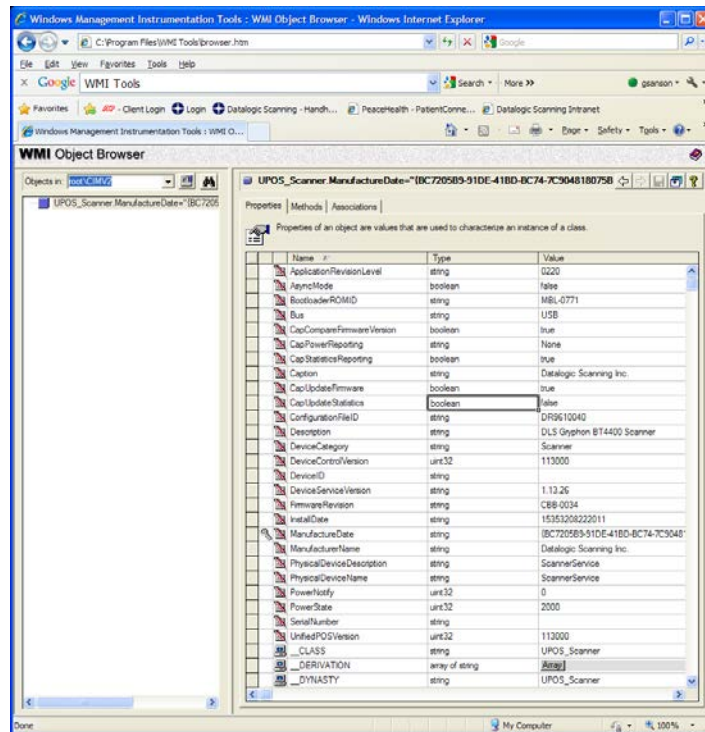 Windows Management Instrumentation Tools : WMI Object Browser - Windows Internet Explorer
C:\Program Files\WMI Tools\browser.htm
Google
File Edit View Favorites Tools Help
x Google WMI Tools Search More >> gsanson
Favorites ADP - Client Login Login Datalogic Scanning - Handh... PeaceHealth - PatientConne... Datalogic Scanning Intranet
Windows Management Instrumentation Tools : WMI O... Page Safety Tools
WMI Object Browser
Objects in: root\CIMV2
UPOS_Scanner.ManufactureDate="{BC7205
UPOS_Scanner.ManufactureDate="{BC7205B9-91DE-41BD-BC74-7C904818075B
Properties Methods Associations
Properties of an object are values that are used to characterize an instance of a class.
Name Type Value
ApplicationRevisionLevel string 0220
AsyncMode boolean false
BootloaderROMID string MBL-0771
Bus string USB
CapCompareFirmwareVersion boolean true
CapPowerReporting string None
CapStatisticsReporting boolean true
Caption string Datalogic Scanning Inc.
CapUpdateFirmware boolean true
CapUpdateStatistics boolean false
ConfigurationFileID string DR9610040
Description string DLS Gryphon BT4400 Scanner
DeviceCategory string Scanner
DeviceControlVersion uint32 113000
DeviceID string
DeviceServiceVersion string 1.13.26
FirmwareRevision string CBB-0034
InstallDate string 15353208222011
ManufactureDate string {BC7205B9-91DE-41BD-BC74-7C9048
ManufacturerName string Datalogic Scanning Inc.
PhysicalDeviceDescription string ScannerService
PhysicalDeviceName string ScannerService
PowerNotify uint32 0
PowerState uint32 2000
SerialNumber string
UnifiedPOSVersion uint32 113000
__CLASS string UPOS_Scanner
__DERIVATION array of string Array
__DYNASTY string UPOS_Scanner
Done My Computer 100%